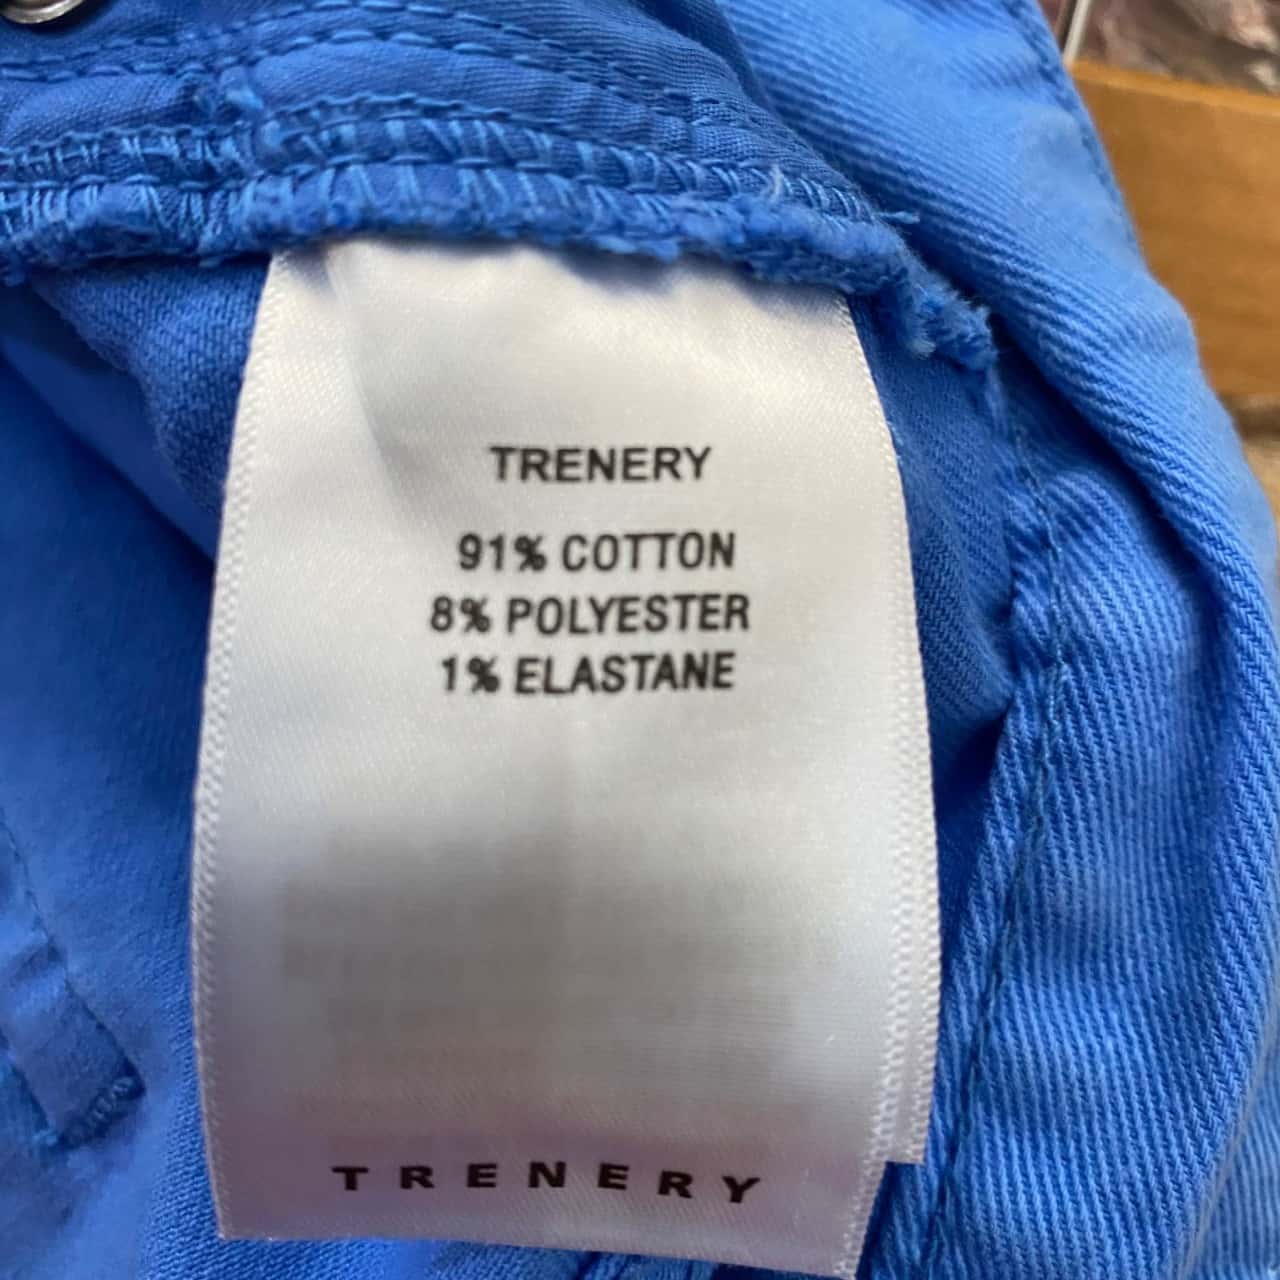 TRENERY
91% COTTON
8% POLYESTER
1% ELASTANE
TRENERY